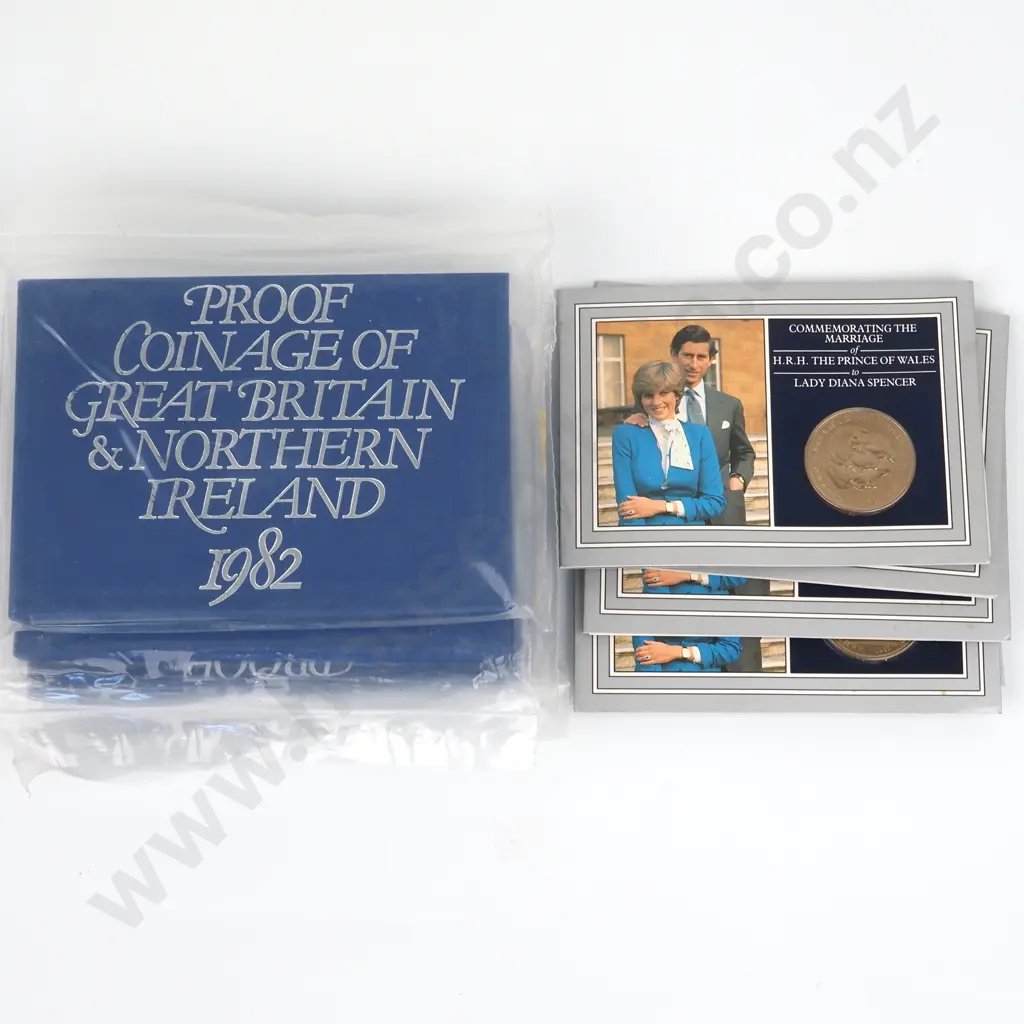 PROOF
COINAGE OF
GREAT BRITAIN
& NORTHERN
IRELAND
1982
PROOF
COMMEMORATING THE
MARRIAGE
of
H.R.H. THE PRINCE OF WALES
to
LADY DIANA SPENCER